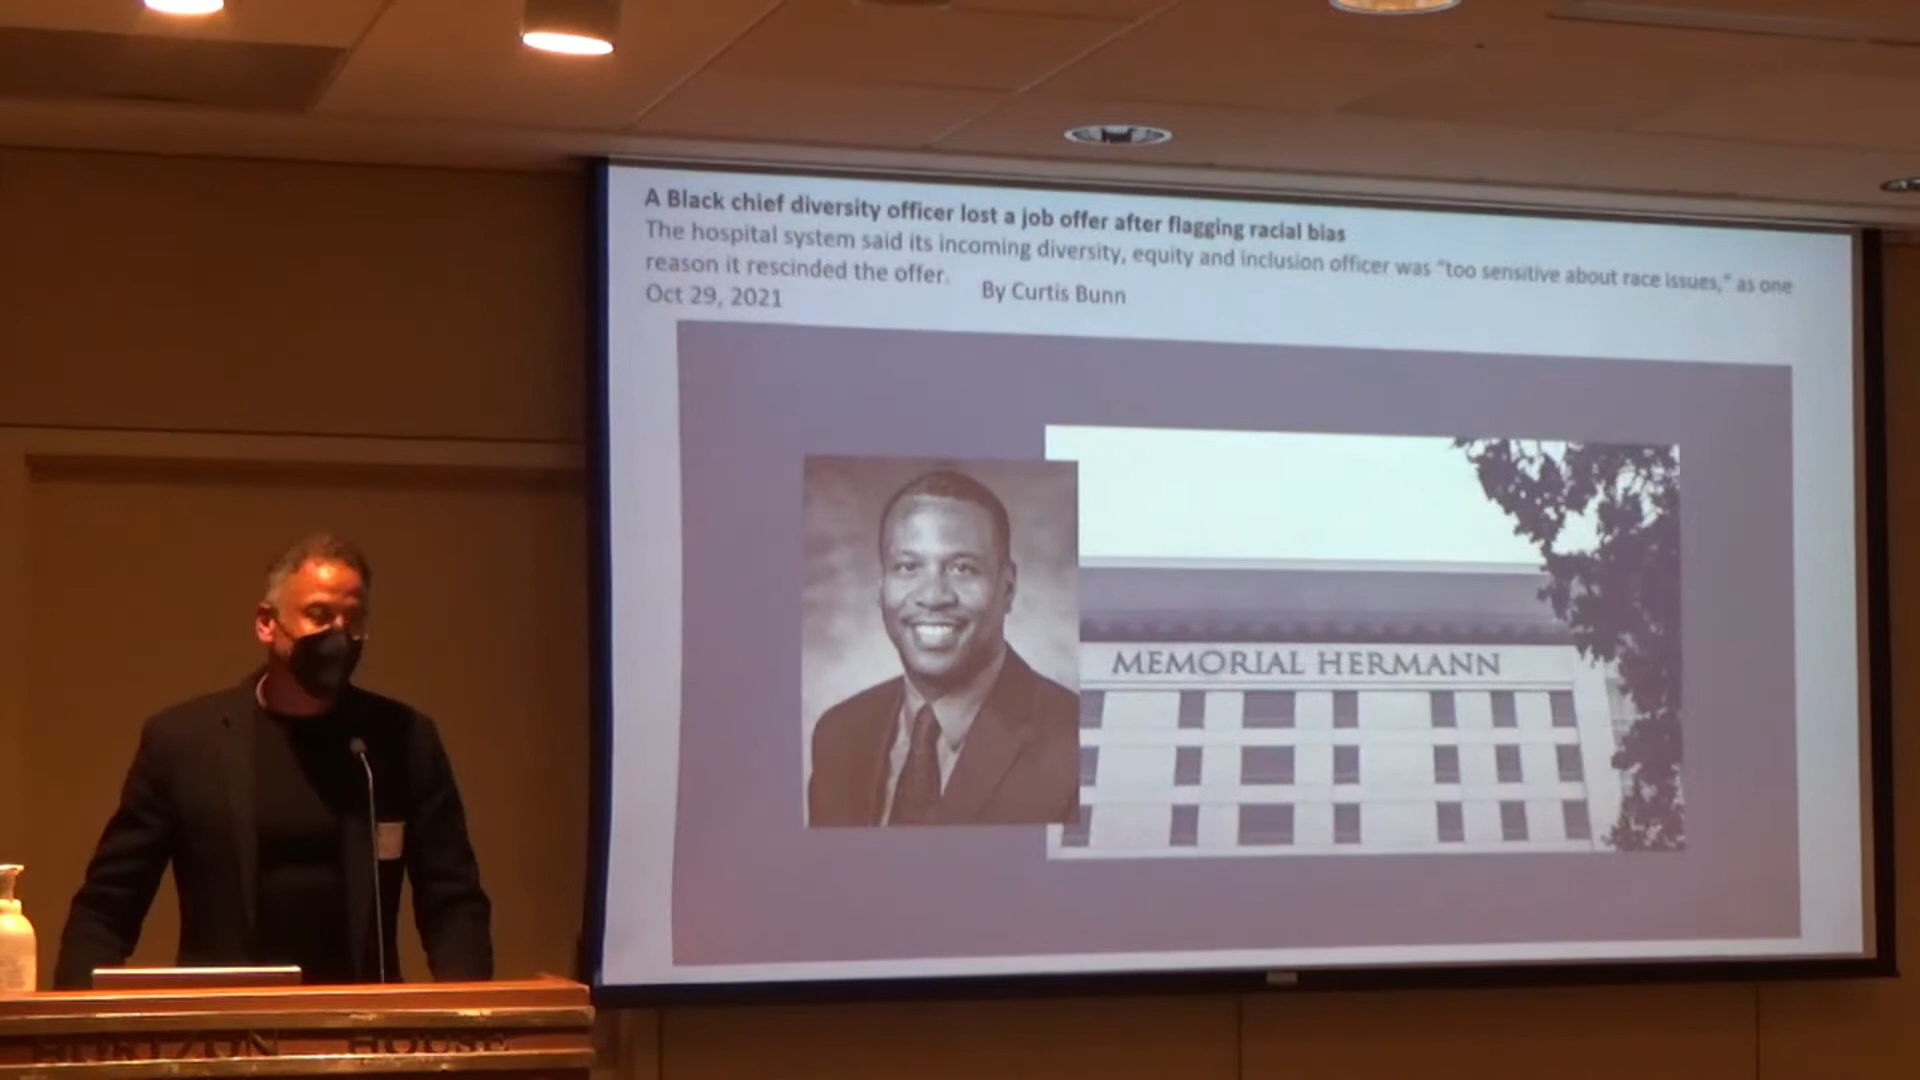 A Black chief diversity officer lost a job offer after flagging racial bias
The hospital system said its incoming diversity, equity and inclusion officer was "too sensitive about race issues," as one
reason it rescinded the offer. By Curtis Bunn
Oct 29, 2021
MEMORIAL HERMANN
HORIZON HOUSE